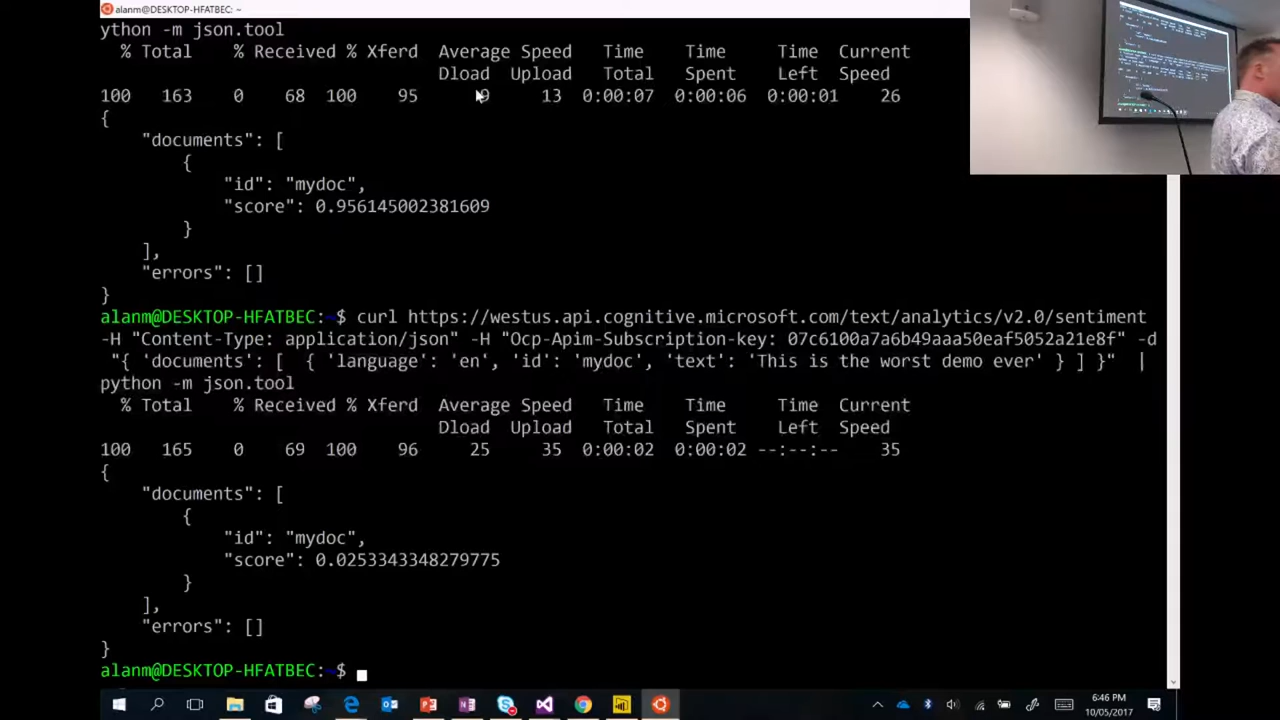 alanm@DESKTOP-HFATBEC: ~
ython -m json.tool
% Total % Received % Xferd Average Speed Time Time Time Current
Dload Upload Total Spent Left Speed
100 163 0 68 100 95 9 13 0:00:07 0:00:06 0:00:01 26
{
"documents": [
{
"id": "mydoc",
"score": 0.956145002381609
}
],
"errors": []
}
alanm@DESKTOP-HFATBEC:~$ curl https://westus.api.cognitive.microsoft.com/text/analytics/v2.0/sentiment
-H "Content-Type: application/json" -H "Ocp-Apim-Subscription-key: 07c6100a7a6b49aaa50eaf5052a21e8f" -d
"{ 'documents': [ { 'language': 'en', 'id': 'mydoc', 'text': 'This is the worst demo ever' } ] }" |
python -m json.tool
% Total % Received % Xferd Average Speed Time Time Time Current
Dload Upload Total Spent Left Speed
100 165 0 69 100 96 25 35 0:00:02 0:00:02 --:--:-- 35
{
"documents": [
{
"id": "mydoc",
"score": 0.0253343348279775
}
],
"errors": []
}
alanm@DESKTOP-HFATBEC:~$
6:46 PM
10/05/2017